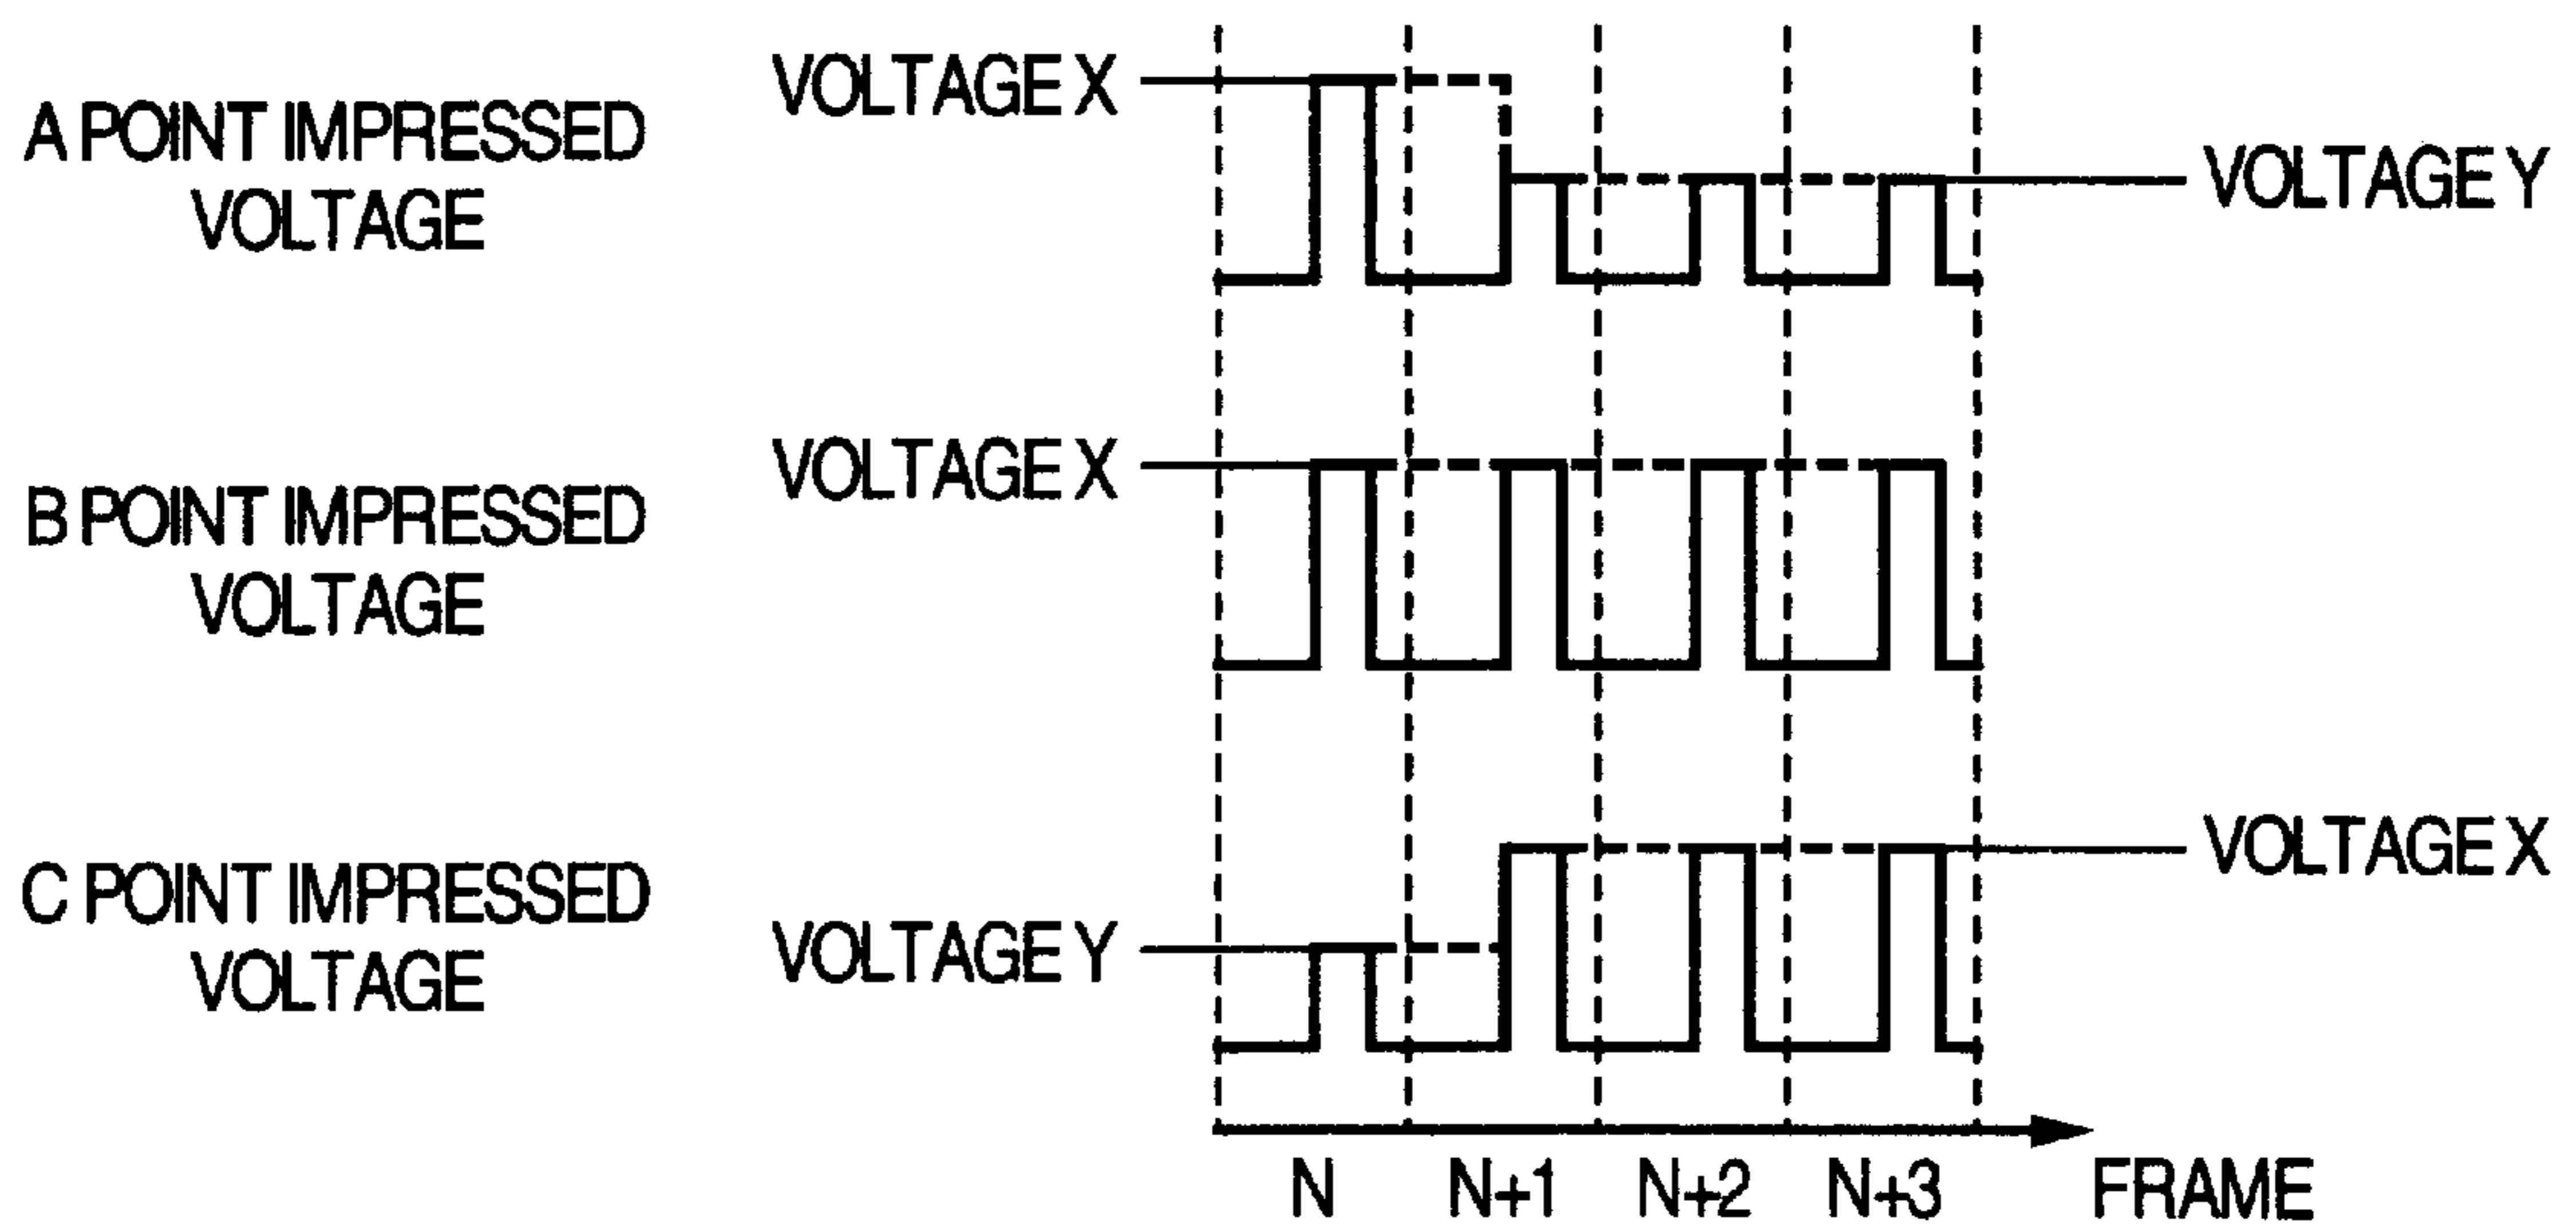 VOLTAGE X
A POINT IMPRESSED
VOLTAGE
VOLTAGE Y
VOLTAGE X
B POINT IMPRESSED
VOLTAGE
VOLTAGE X
C POINT IMPRESSED
VOLTAGE
VOLTAGE Y
N
N+1
N+2
N+3
FRAME